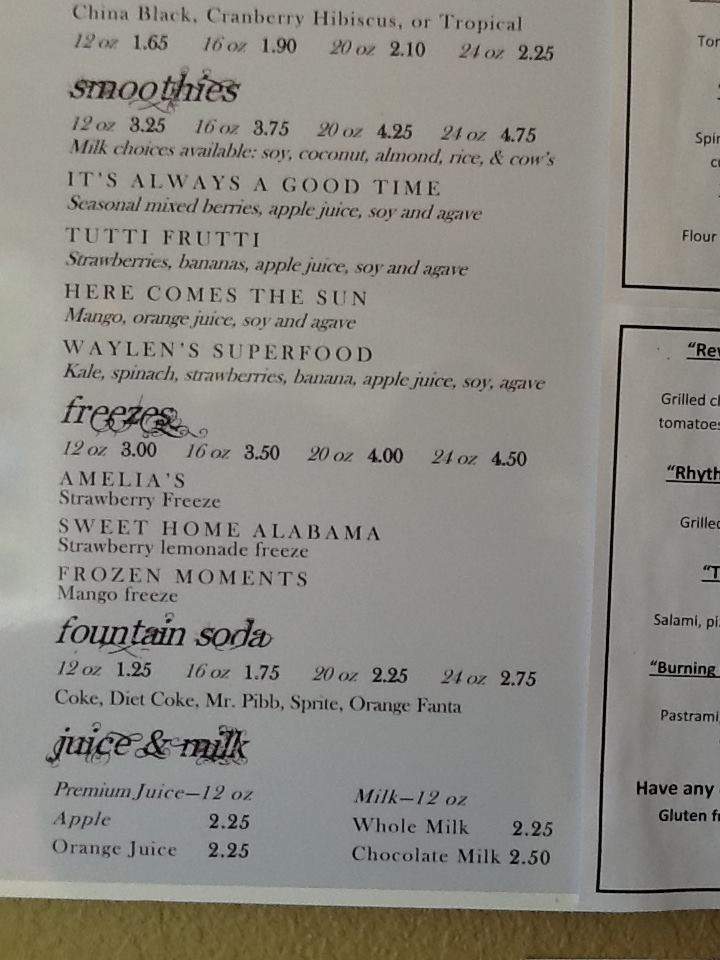 China Black, Cranberry Hibiscus, or Tropical
12 oz 1.65 16 oz 1.90 20 oz 2.10 24 oz 2.25
smoothies
12 oz 3.25 16 oz 3.75 20 oz 4.25 24 oz 4.75
Milk choices available: soy, coconut, almond, rice, & cow's
IT'S ALWAYS A GOOD TIME
Seasonal mixed berries, apple juice, soy and agave
TUTTI FRUTTI
Strawberries, bananas, apple juice, soy and agave
HERE COMES THE SUN
Mango, orange juice, soy and agave
WAYLEN'S SUPERFOOD
Kale, spinach, strawberries, banana, apple juice, soy, agave
freezes
12 oz 3.00 16 oz 3.50 20 oz 4.00 24 oz 4.50
AMELIA'S
Strawberry Freeze
SWEET HOME ALABAMA
Strawberry lemonade freeze
FROZEN MOMENTS
Mango freeze
fountain soda
12 oz 1.25 16 oz 1.75 20 oz 2.25 24 oz 2.75
Coke, Diet Coke, Mr. Pibb, Sprite, Orange Fanta
juice & milk
Premium Juice—12 oz
Apple 2.25
Orange Juice 2.25
Milk—12 oz
Whole Milk 2.25
Chocolate Milk 2.50
Flour
Grilled
tomatoes
Grilled
Salami,
"Burning
Pastrami,
Have any
Gluten